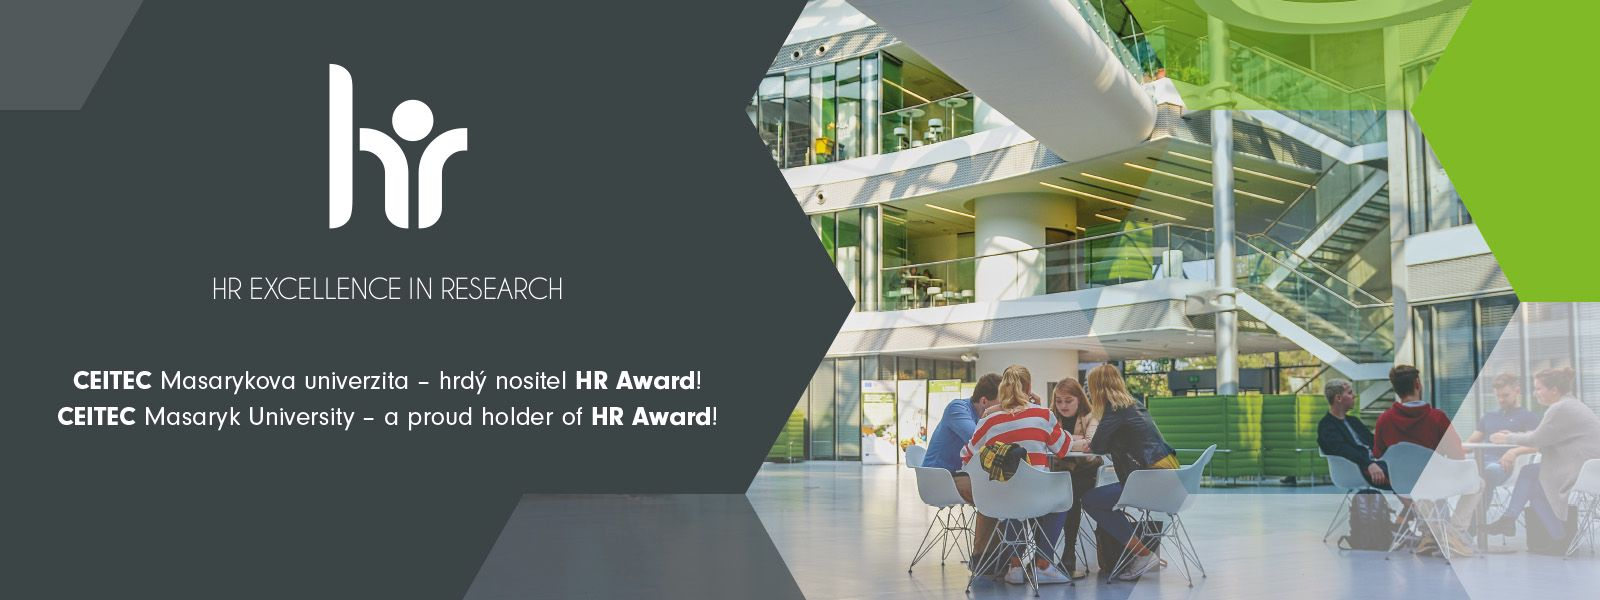 hr
HR EXCELLENCE IN RESEARCH
CEITEC Masarykova univerzita – hrdý nositel HR Award!
CEITEC Masaryk University – a proud holder of HR Award!